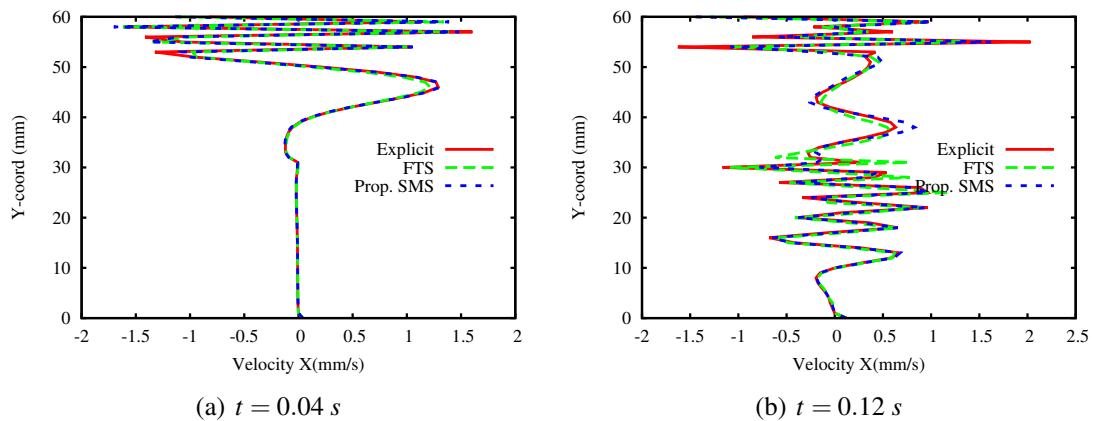 60
50
40
30
20
10
0
Y-coord (mm)
Explicit
FTS
Prop. SMS
-2 -1.5 -1 -0.5 0 0.5 1 1.5 2
Velocity X(mm/s)
(a) t = 0.04 s
60
50
40
30
20
10
0
Y-coord (mm)
Explicit
FTS
Prop. SMS
-2 -1.5 -1 -0.5 0 0.5 1 1.5 2 2.5
Velocity X(mm/s)
(b) t = 0.12 s